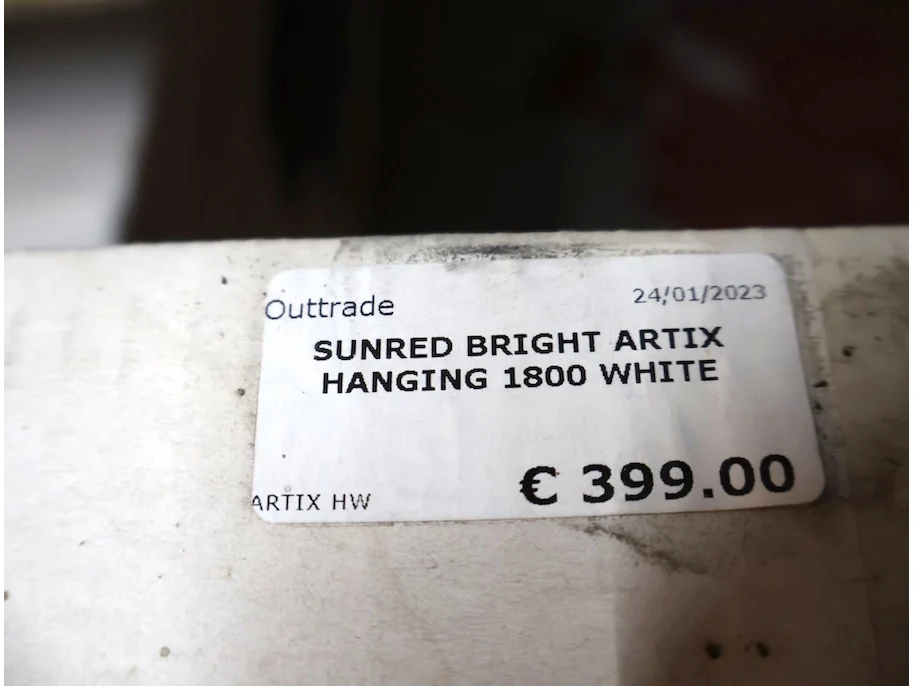 Outtrade 24/01/2023
SUNRED BRIGHT ARTIX
HANGING 1800 WHITE
ARTIX HW € 399.00